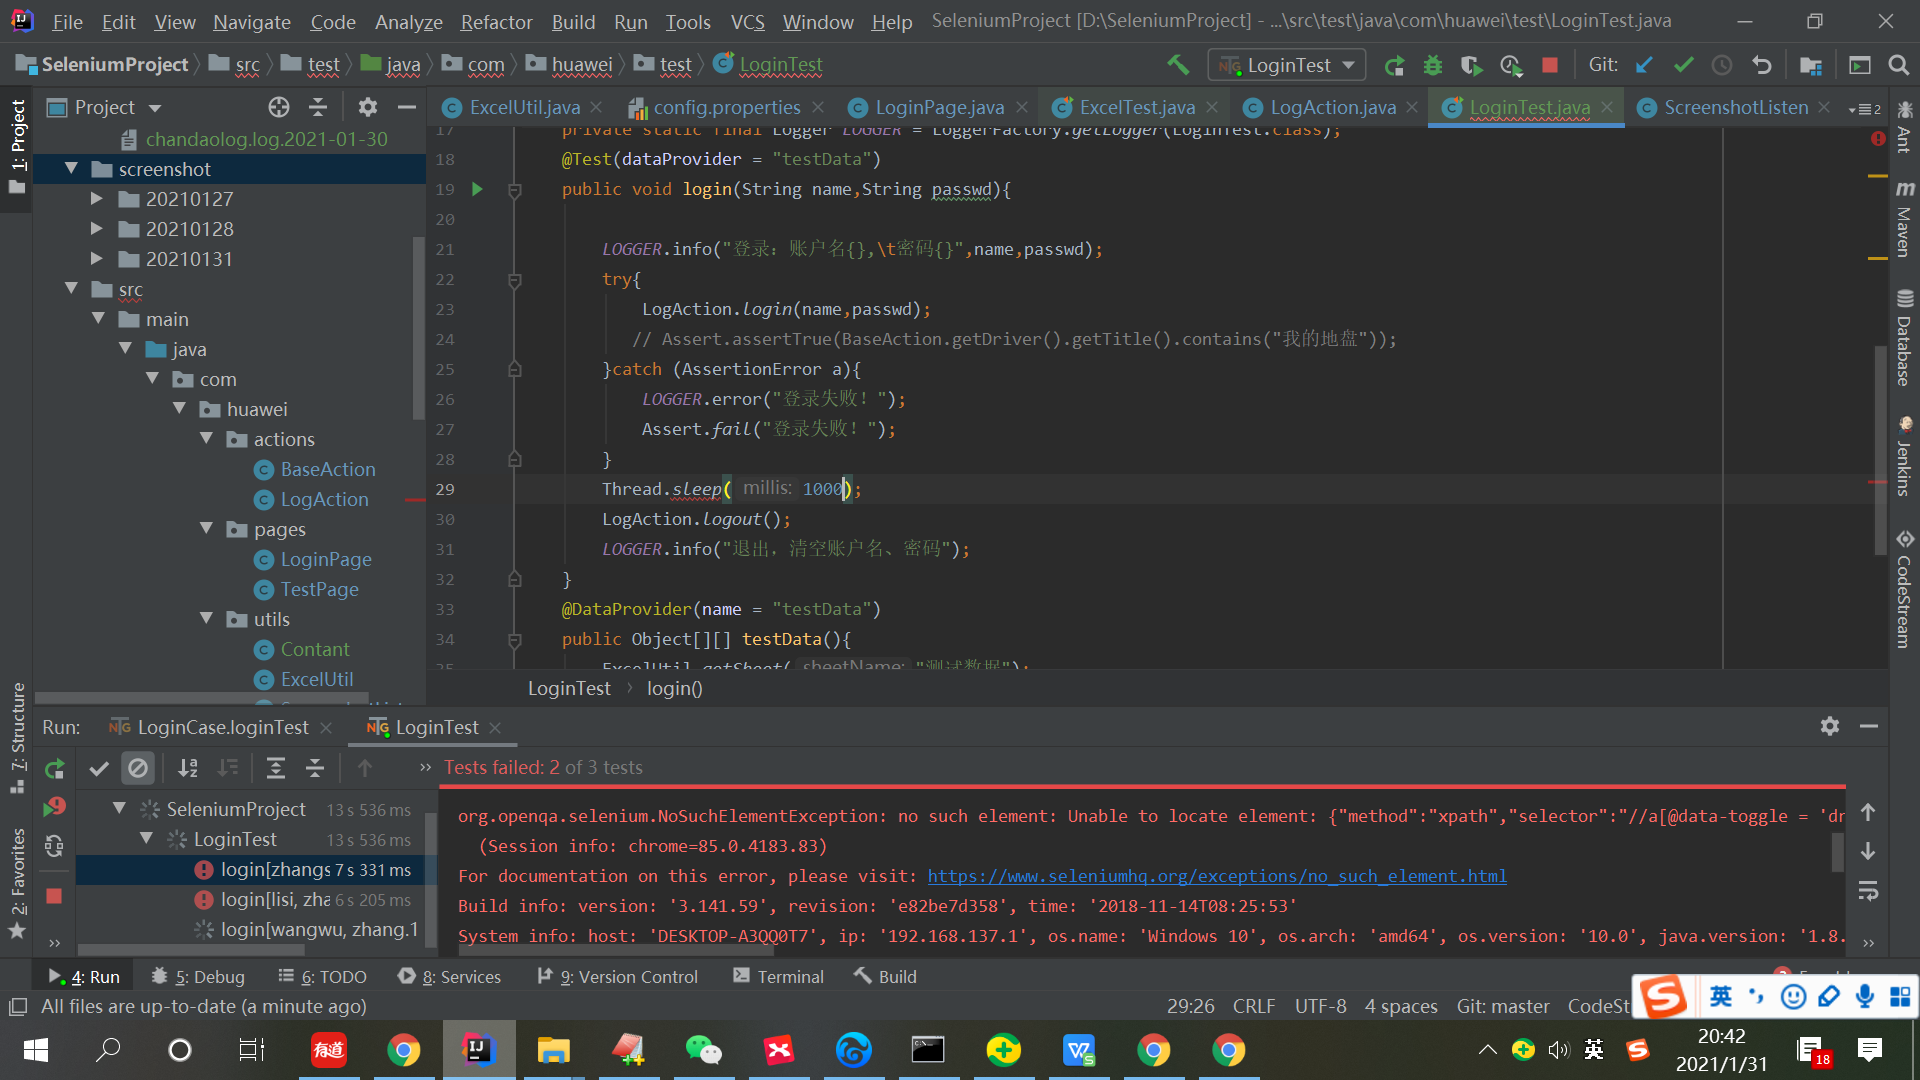 File Edit View Navigate Code Analyze Refactor Build Run Tools VCS Window Help SeleniumProject [D:\SeleniumProject] - ...\src\test\java\com\huawei\test\LoginTest.java
SeleniumProject src test java com huawei test LoginTest
LoginTest
Git:
Project
ExcelUtil.java
config.properties
LoginPage.java
ExcelTest.java
LogAction.java
LoginTest.java
ScreenshotListen
2
1: Project
7: Structure
2: Favorites
chandaolog.log.2021-01-30
screenshot
20210127
20210128
20210131
src
main
java
com
huawei
actions
BaseAction
LogAction
pages
LoginPage
TestPage
utils
Contant
ExcelUtil
17 private static final Logger LOGGER = LoggerFactory.getLogger(LoginTest.class);
18 @Test(dataProvider = "testData")
19 public void login(String name,String passwd){
20
21 LOGGER.info("登录: 账户名{},\t密码{}",name,passwd);
22 try{
23 LogAction.login(name,passwd);
24 // Assert.assertTrue(BaseAction.getDriver().getTitle().contains("我的地盘"));
25 }catch (AssertionError a){
26 LOGGER.error("登录失败！");
27 Assert.fail("登录失败！");
28 }
29 Thread.sleep( millis: 1000);
30 LogAction.logout();
31 LOGGER.info("退出，清空账户名、密码");
32 }
33 @DataProvider(name = "testData")
34 public Object[][] testData(){
35 ExcelUtil.getSheet( sheetName: "测试数据");
LoginTest login()
Ant
Maven
Database
Jenkins
CodeStream
Run: LoginCase.loginTest LoginTest
Tests failed: 2 of 3 tests
SeleniumProject 13 s 536 ms
LoginTest 13 s 536 ms
login[zhangs 7 s 331 ms
login[lisi, zha 6 s 205 ms
login[wangwu, zhang.1
org.openqa.selenium.NoSuchElementException: no such element: Unable to locate element: {"method":"xpath","selector":"//a[@data-toggle = 'dr
(Session info: chrome=85.0.4183.83)
For documentation on this error, please visit: https://www.seleniumhq.org/exceptions/no_such_element.html
Build info: version: '3.141.59', revision: 'e82be7d358', time: '2018-11-14T08:25:53'
System info: host: 'DESKTOP-A3QQ0T7', ip: '192.168.137.1', os.name: 'Windows 10', os.arch: 'amd64', os.version: '10.0', java.version: '1.8.
4: Run 5: Debug 6: TODO 8: Services 9: Version Control Terminal Build
All files are up-to-date (a minute ago)
29:26 CRLF UTF-8 4 spaces Git: master CodeSt
英
有道
英
20:42
2021/1/31
18